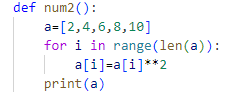 def num2():
    a=[2,4,6,8,10]
    for i in range(len(a)):
        a[i]=a[i]**2
    print(a)